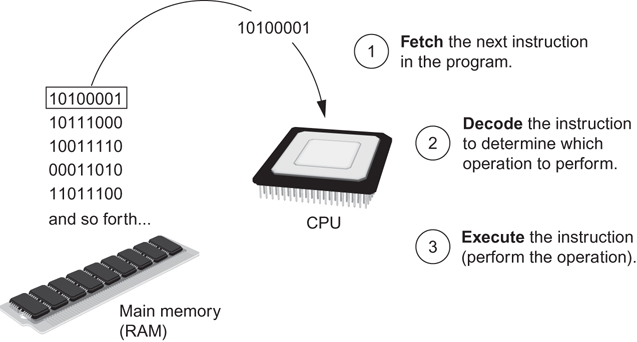 10100001
1
Fetch the next instruction
in the program.
10100001
10111000
10011110
00011010
11011100
and so forth...
2
Decode the instruction
to determine which
operation to perform.
CPU
3
Execute the instruction
(perform the operation).
Main memory
(RAM)